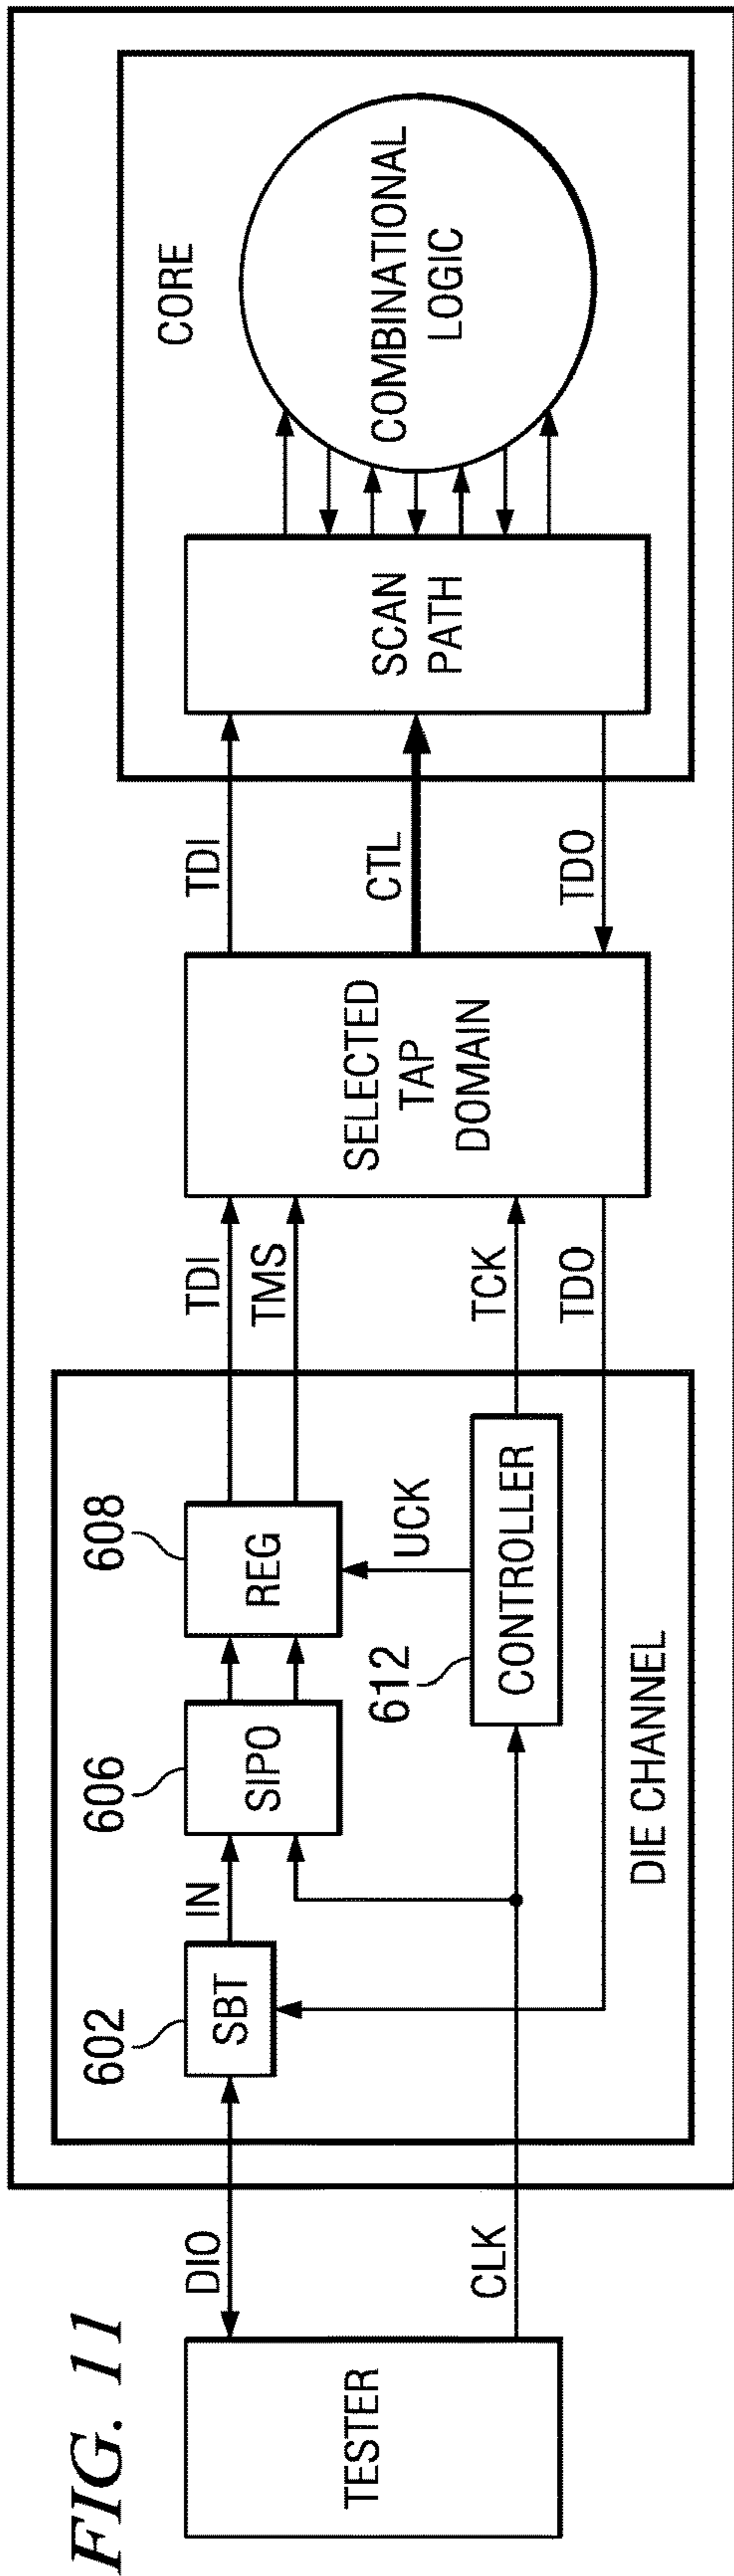 FIG. 11
TESTER
DIO
CLK
602
SBT
IN
606
SIPO
608
REG
612
UCK
CONTROLLER
DIE CHANNEL
TDI
TMS
TCK
TDO
SELECTED
TAP
DOMAIN
TDI
CTL
TDO
CORE
SCAN
PATH
COMBINATIONAL
LOGIC